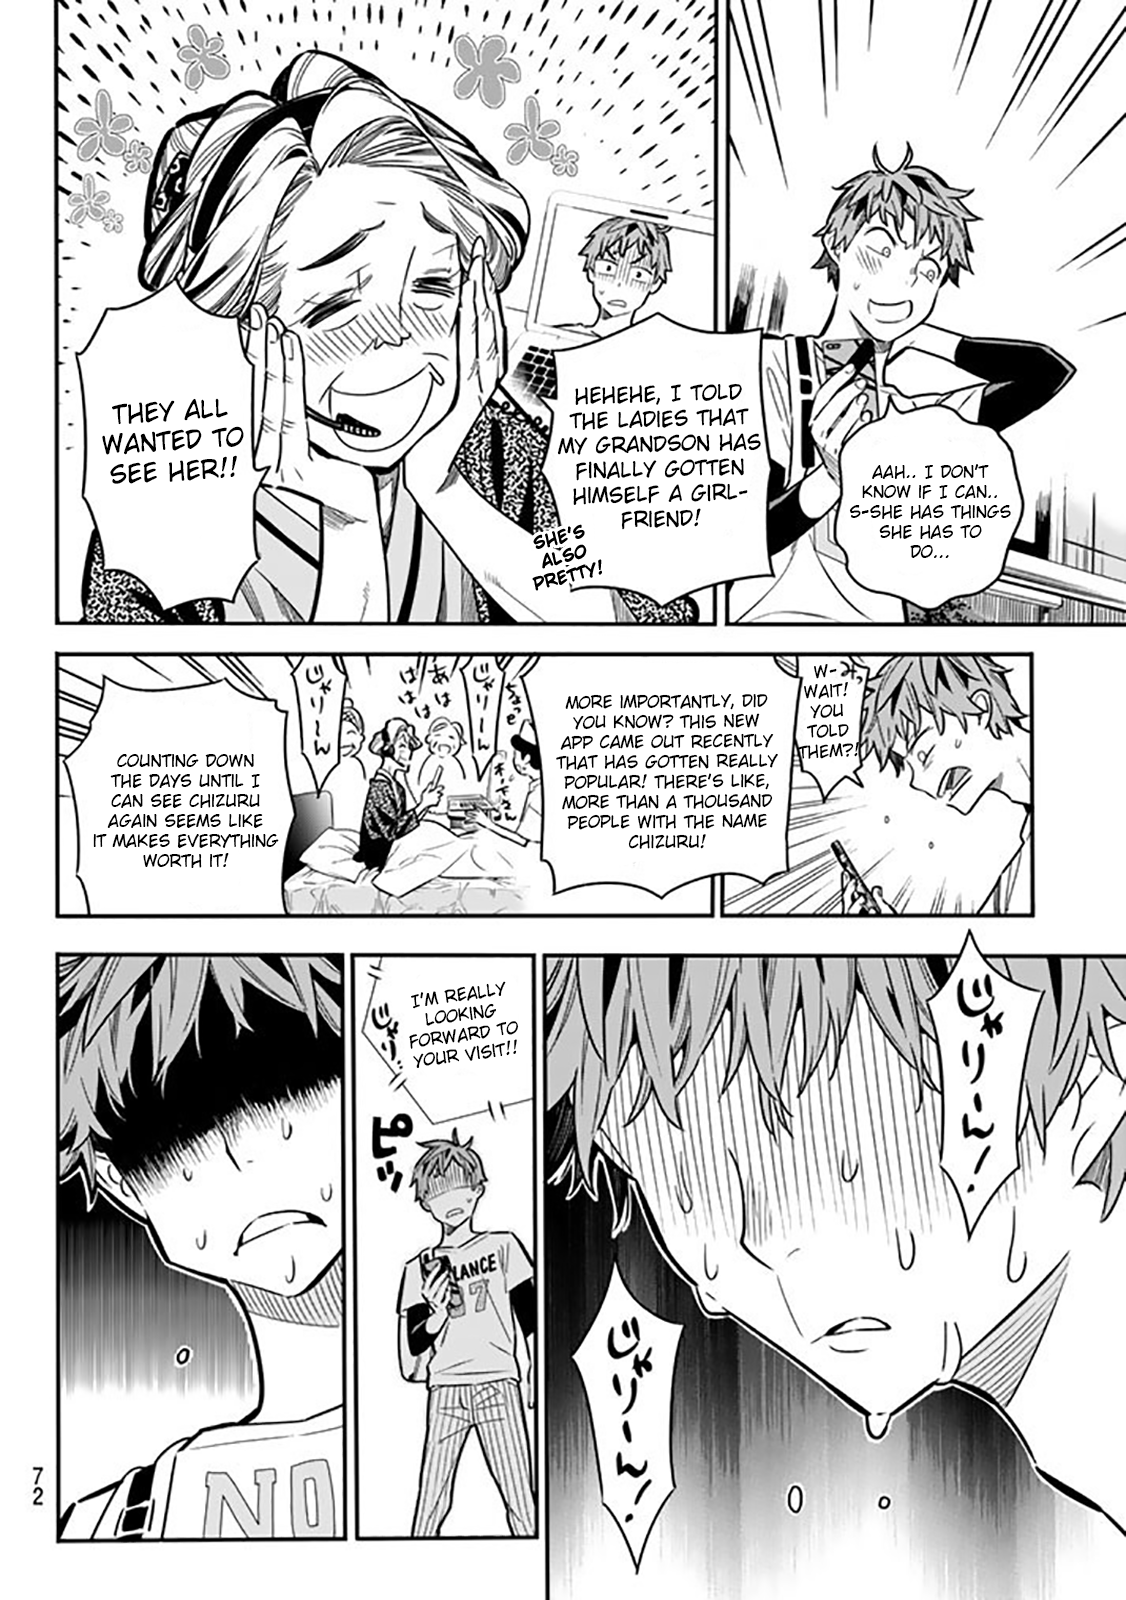 AAH.. I DON'T
KNOW IF I CAN..
S-SHE HAS THINGS
SHE HAS TO
DO...
HEHEHE, I TOLD
THE LADIES THAT
MY GRANDSON HAS
FINALLY GOTTEN
HIMSELF A GIRL-
FRIEND!
SHE'S
ALSO
PRETTY!
THEY ALL
WANTED TO
SEE HER!!
W-
WAIT!
YOU
TOLD
THEM?!
みっ
MORE IMPORTANTLY, DID
YOU KNOW? THIS NEW
APP CAME OUT RECENTLY
THAT HAS GOTTEN REALLY
POPULAR! THERE'S LIKE,
MORE THAN A THOUSAND
PEOPLE WITH THE NAME
CHIZURU!
じゃりーん
あははは
じゃりーん
COUNTING DOWN
THE DAYS UNTIL I
CAN SEE CHIZURU
AGAIN SEEMS LIKE
IT MAKES EVERYTHING
WORTH IT!
じゃりーん!
じゃりーん!
I'M REALLY
LOOKING
FORWARD TO
YOUR VISIT!!
じゃり…
ピッ
LANCE
37
NO
72